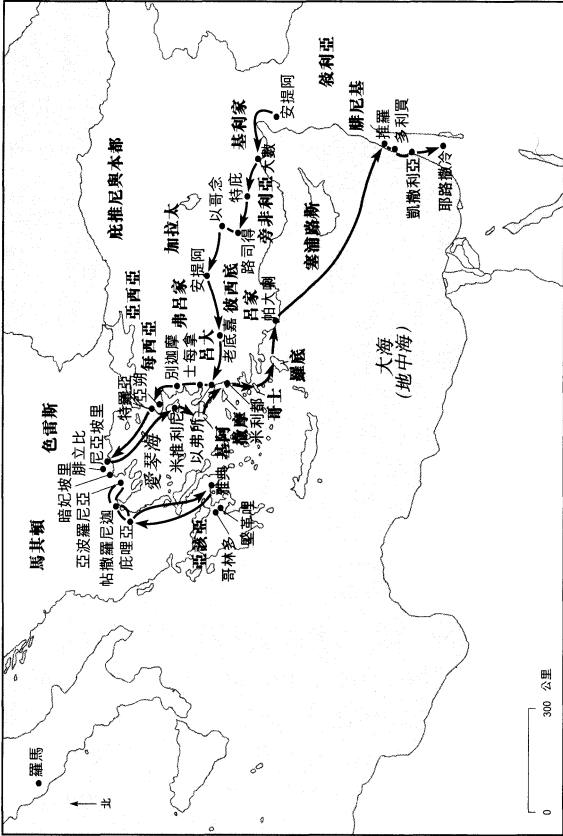 羅馬
北
馬其頓
色雷斯
暗妃坡里
腓立比
尼亞坡里
亞波羅尼亞
帖撒羅尼迦
庇哩亞
亞該亞
雅典
哥林多
堅革哩
愛琴海
特羅亞
亞朔
米推利尼
別迦摩
士每拿
以弗所
基阿
撒摩
米利都
哥士
羅底
每西亞
亞西亞
呂大
老底嘉
弗呂家
安提阿
彼西底
呂家
帕大喇
庇推尼與本都
加拉太
以哥念
路司得
特庇
旁非利亞
基利家
大數
安提阿
敍利亞
塞浦路斯
腓尼基
推羅
多利買
凱撒利亞
耶路撒冷
大海
(地中海)
0 300 公里